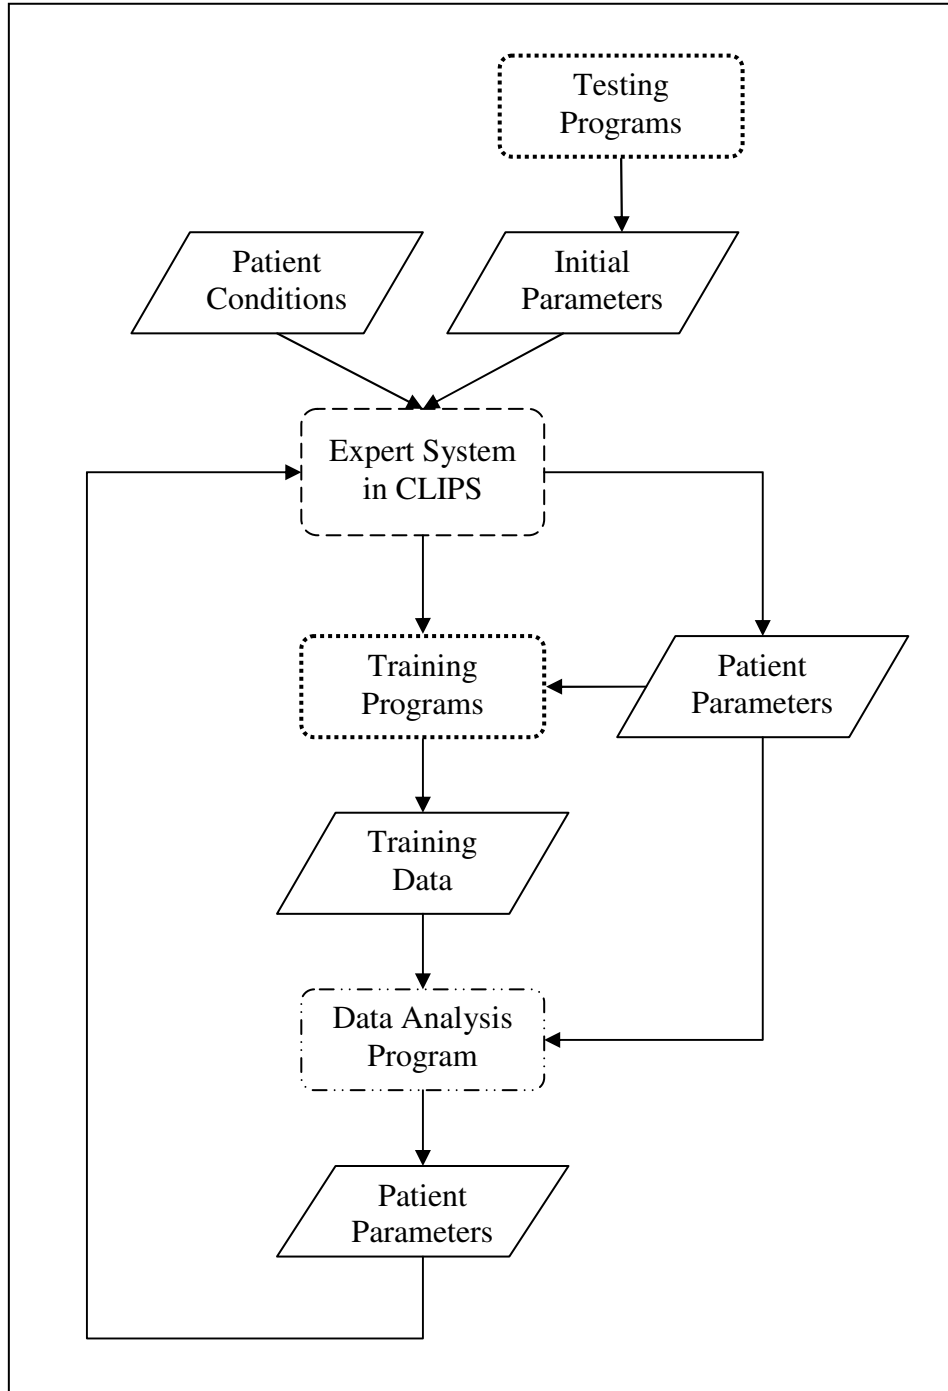 Testing
Programs
Patient
Conditions
Initial
Parameters
Expert System
in CLIPS
Training
Programs
Patient
Parameters
Training
Data
Data Analysis
Program
Patient
Parameters